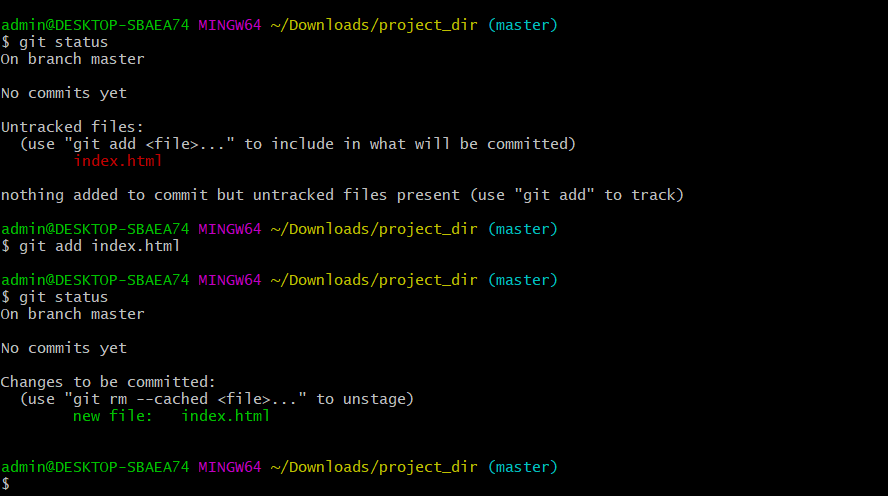 admin@DESKTOP-SBAEA74 MINGW64 ~/Downloads/project_dir (master)
$ git status
On branch master
No commits yet
Untracked files:
(use "git add <file>..." to include in what will be committed)
index.html
nothing added to commit but untracked files present (use "git add" to track)
admin@DESKTOP-SBAEA74 MINGW64 ~/Downloads/project_dir (master)
$ git add index.html
admin@DESKTOP-SBAEA74 MINGW64 ~/Downloads/project_dir (master)
$ git status
On branch master
No commits yet
Changes to be committed:
(use "git rm --cached <file>..." to unstage)
new file:   index.html
admin@DESKTOP-SBAEA74 MINGW64 ~/Downloads/project_dir (master)
$